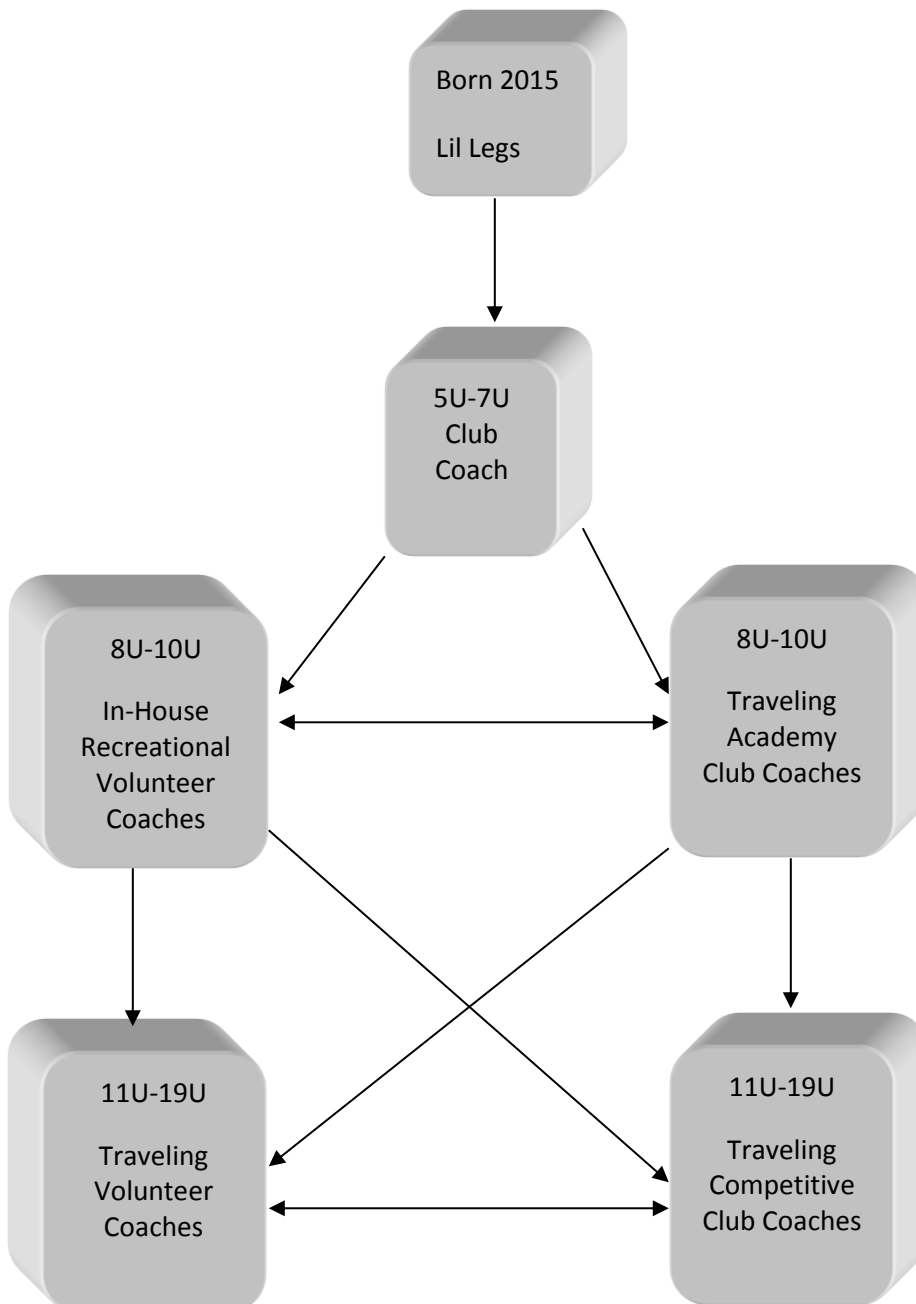 Born 2015
Lil Legs
5U-7U
Club
Coach
8U-10U
In-House
Recreational
Volunteer
Coaches
8U-10U
Traveling
Academy
Club Coaches
11U-19U
Traveling
Volunteer
Coaches
11U-19U
Traveling
Competitive
Club Coaches